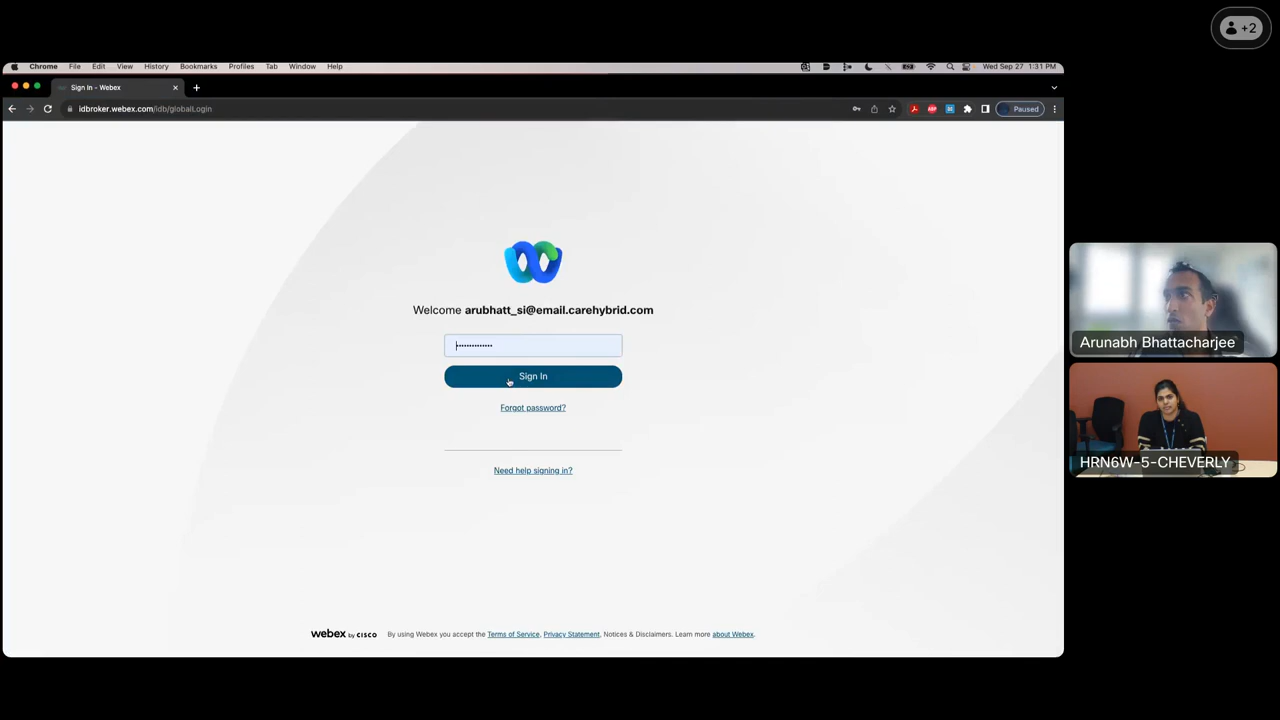 +2
Chrome File Edit View History Bookmarks Profiles Tab Window Help Wed Sep 27 1:31 PM
Sign In - Webex
idbroker.webex.com/idb/globalLogin
Paused
Welcome arubhatt_si@email.carehybrid.com
Sign In
Forgot password?
Need help signing in?
webex by CISCO By using Webex you accept the Terms of Service, Privacy Statement, Notices & Disclaimers. Learn more about Webex.
Arunabh Bhattacharjee
HRN6W-5-CHEVERLY